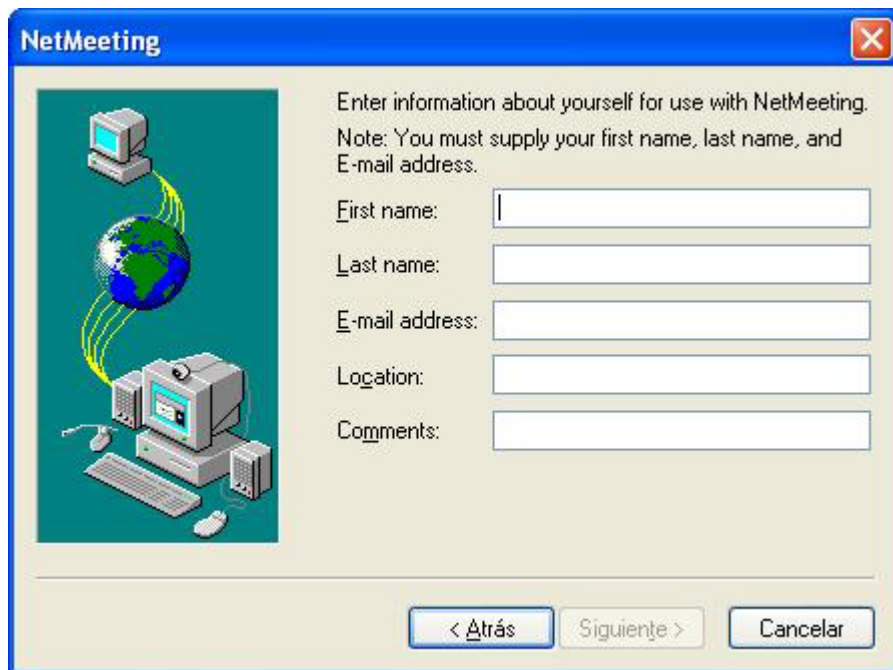 NetMeeting
Enter information about yourself for use with NetMeeting.
Note: You must supply your first name, last name, and
E-mail address.
First name:
Last name:
E-mail address:
Location:
Comments:
< Atrás
Siguiente >
Cancelar